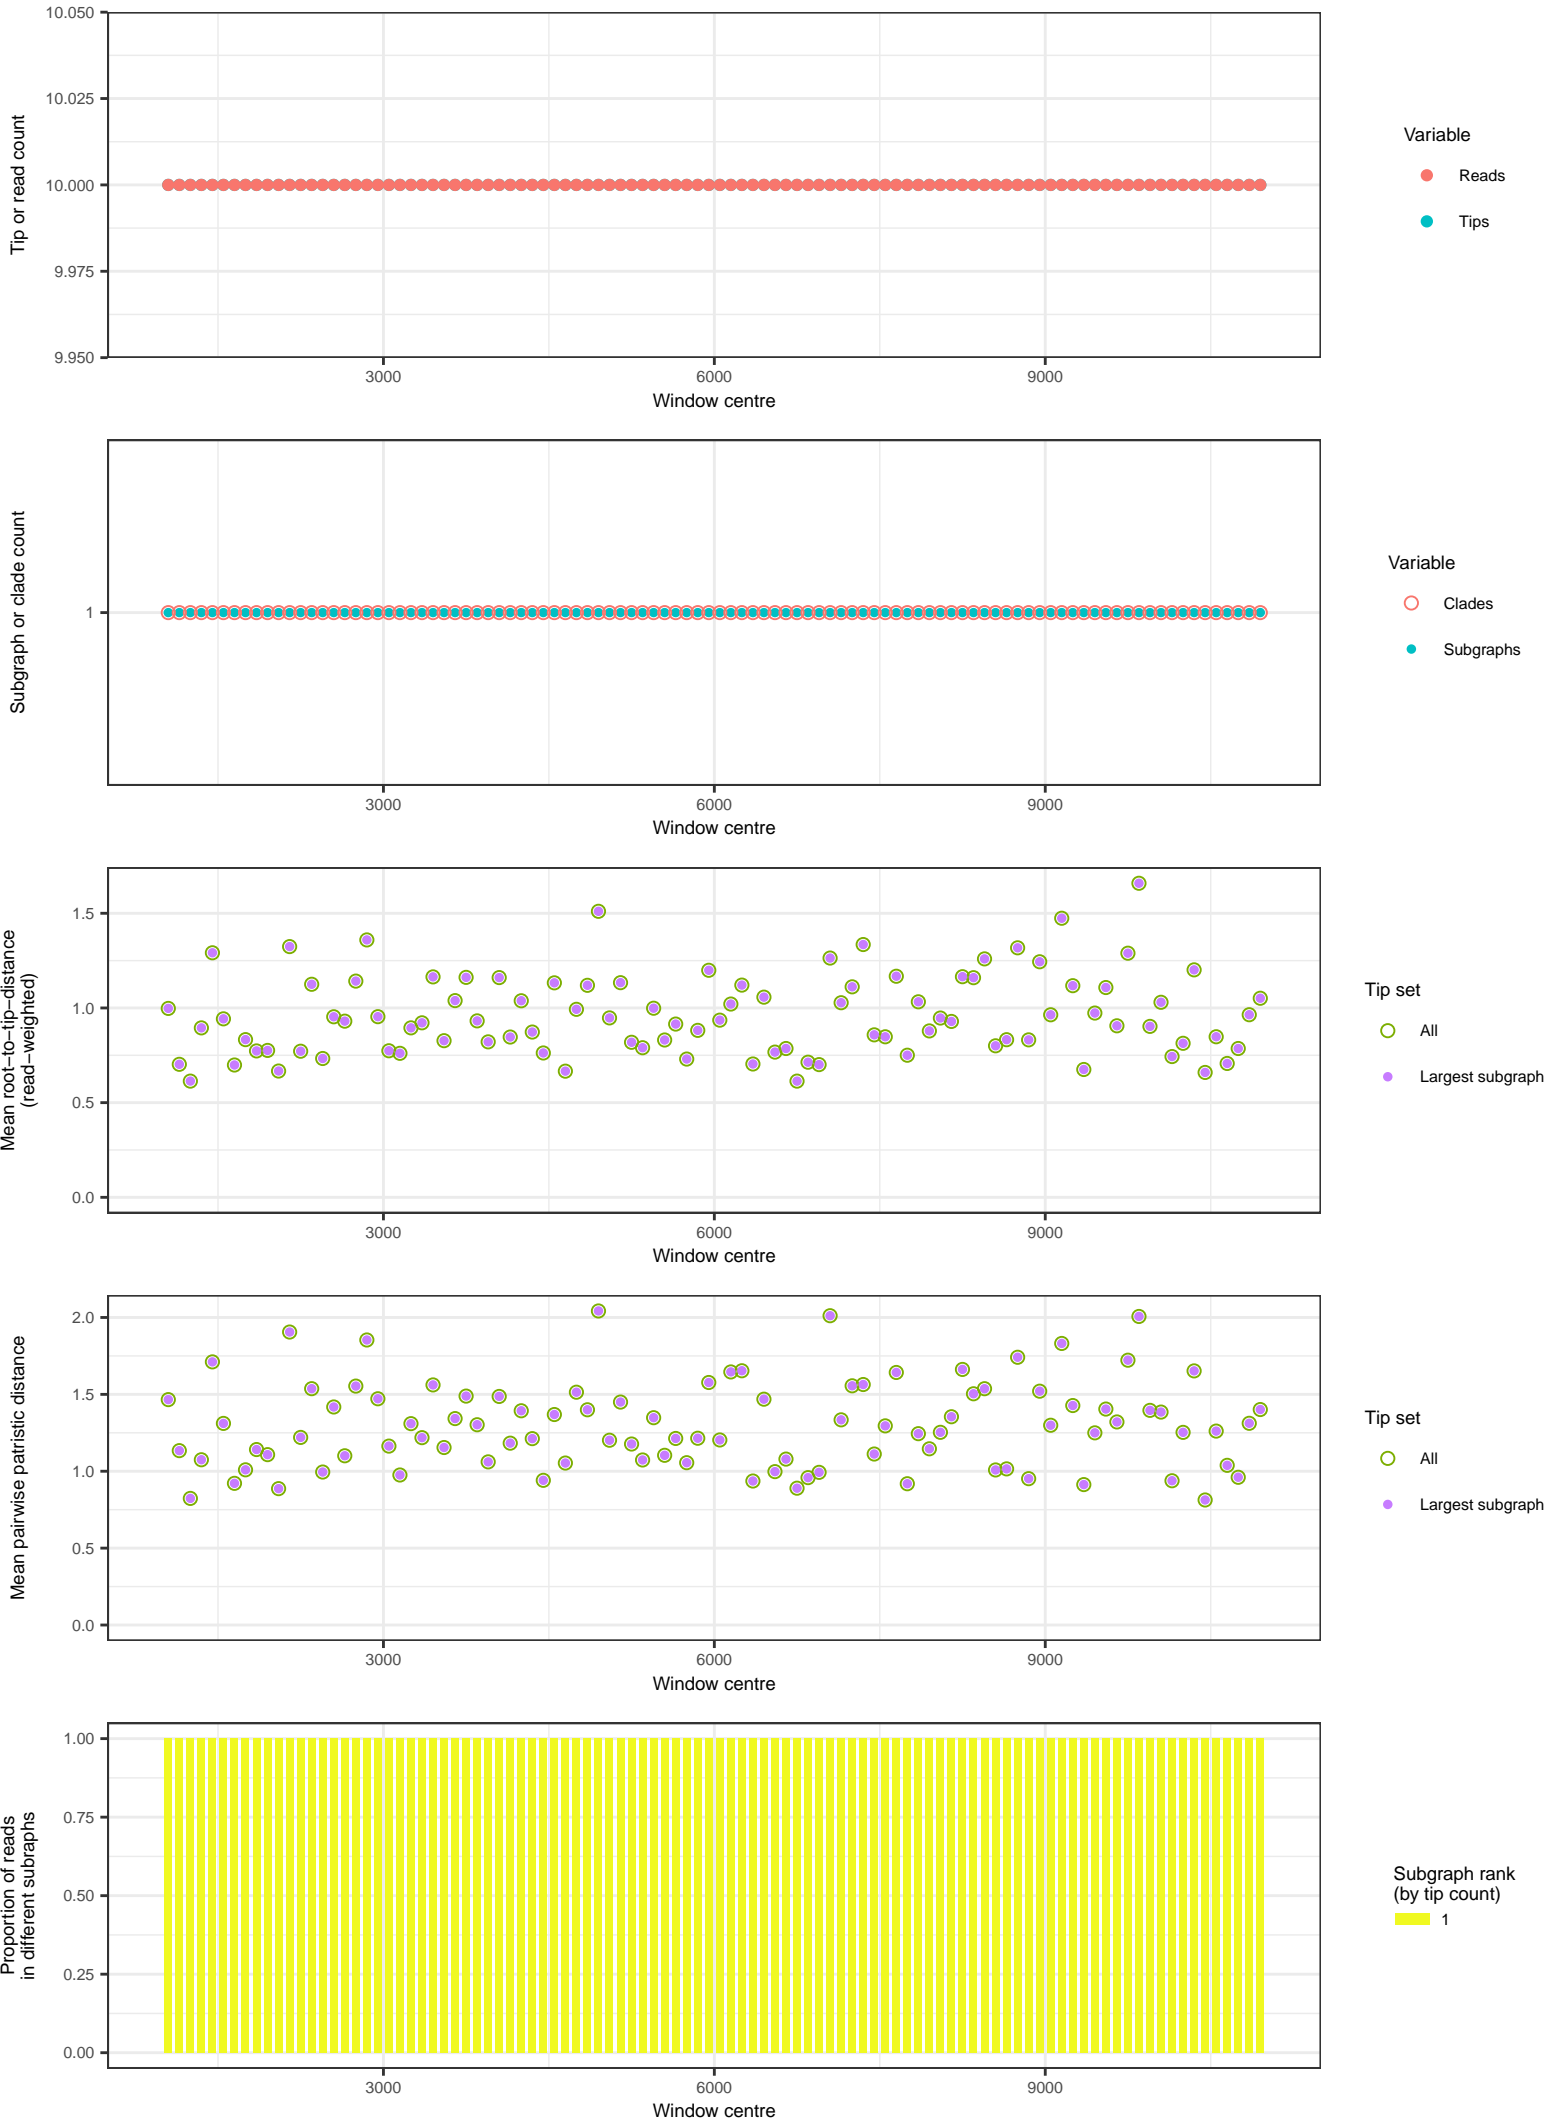 10.050
10.025
10.000
9.975
9.950
Tip or read count
3000
6000
9000
Window centre
Variable
Reads
Tips
1
Subgraph or clade count
3000
6000
9000
Window centre
Variable
Clades
Subgraphs
1.5
1.0
0.5
0.0
Mean root−to−tip−distance
(read−weighted)
3000
6000
9000
Window centre
Tip set
All
Largest subgraph
2.0
1.5
1.0
0.5
0.0
Mean pairwise patristic distance
3000
6000
9000
Window centre
Tip set
All
Largest subgraph
1.00
0.75
0.50
0.25
0.00
Proportion of reads
in different subraphs
3000
6000
9000
Window centre
Subgraph rank
(by tip count)
1